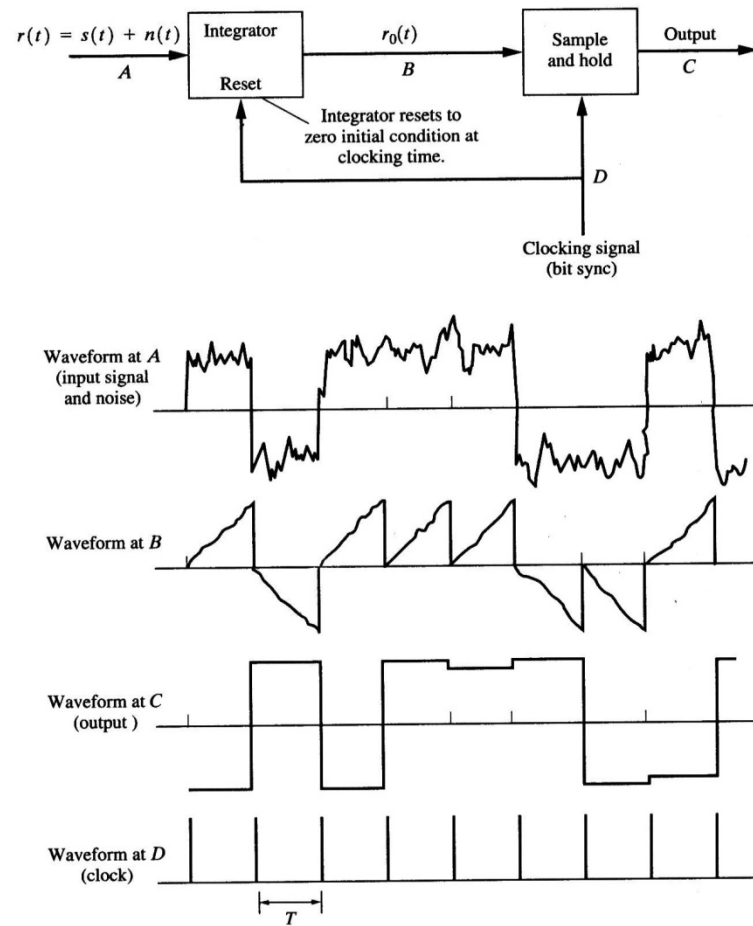 r(t) = s(t) + n(t)
A
Integrator
Reset
r₀(t)
B
Sample
and hold
Output
C
Integrator resets to
zero initial condition at
clocking time.
D
Clocking signal
(bit sync)
Waveform at A
(input signal
and noise)
Waveform at B
Waveform at C
(output )
Waveform at D
(clock)
T